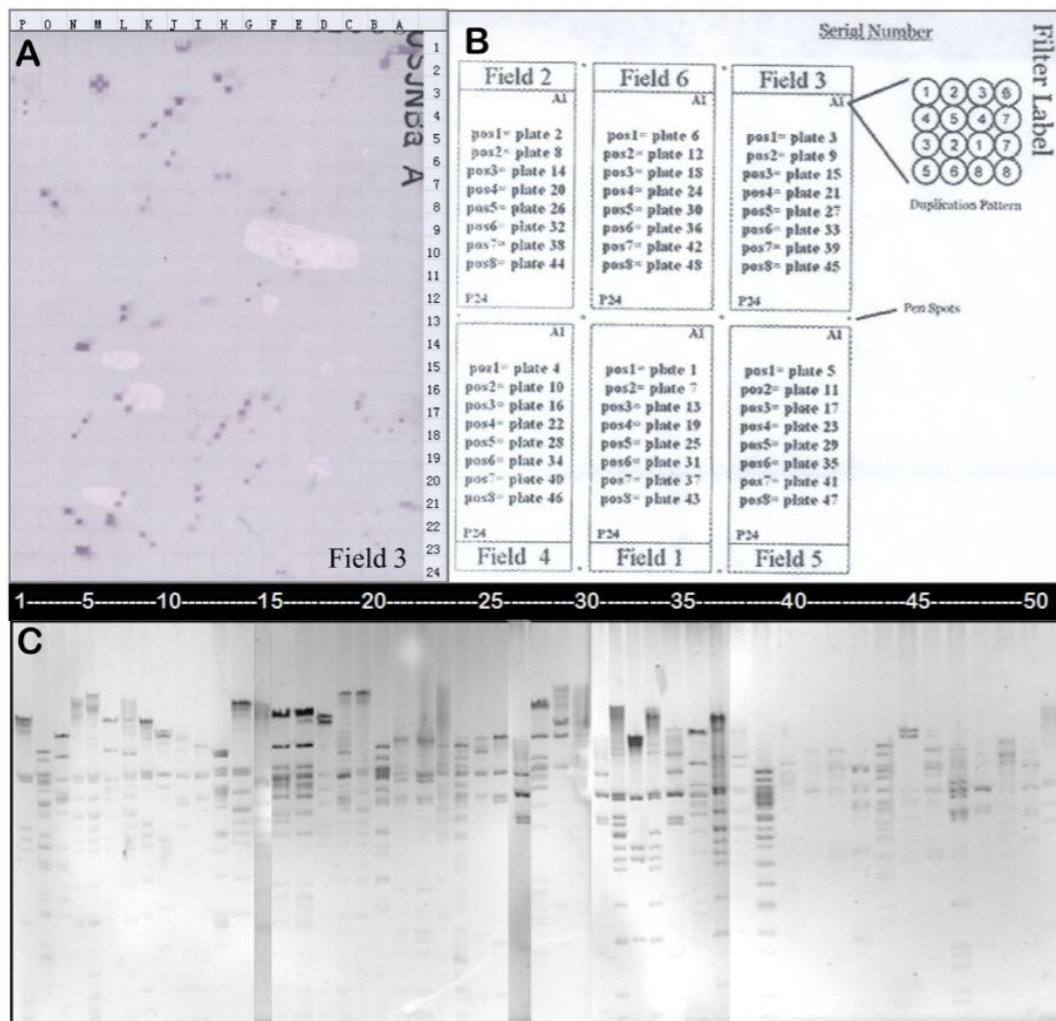 P O N M L K J I H G F E D C B A
A
1
2
3
4
5
6
7
8
9
10
11
12
13
14
15
16
17
18
19
20
21
22
23
24
Field 3
B
Serial Number
Filter Label
Field 2
A1
pos1= plate 2
pos2= plate 8
pos3= plate 14
pos4= plate 20
pos5= plate 26
pos6= plate 32
pos7= plate 38
pos8= plate 44
P24
Field 6
pos1= plate 6
pos2= plate 12
pos3= plate 18
pos4= plate 24
pos5= plate 30
pos6= plate 36
pos7= plate 42
pos8= plate 48
P24
Field 3
A1
pos1= plate 3
pos2= plate 9
pos3= plate 15
pos4= plate 21
pos5= plate 27
pos6= plate 33
pos7= plate 39
pos8= plate 45
1 2 3 6
4 5 4 7
3 2 1 7
5 6 8 8
Duplication Pattern
Pen Spots
A1
pos1= plate 4
pos2= plate 10
pos3= plate 16
pos4= plate 22
pos5= plate 28
pos6= plate 34
pos7= plate 40
pos8= plate 46
P24
Field 4
A1
pos1= plate 1
pos2= plate 7
pos3= plate 13
pos4= plate 19
pos5= plate 25
pos6= plate 31
pos7= plate 37
pos8= plate 43
P24
Field 1
A1
pos1= plate 5
pos2= plate 11
pos3= plate 17
pos4= plate 23
pos5= plate 29
pos6= plate 35
pos7= plate 41
pos8= plate 47
Field 5
1---------5--------10---------15---------20---------25--------30--------35---------40----------45----------50
C